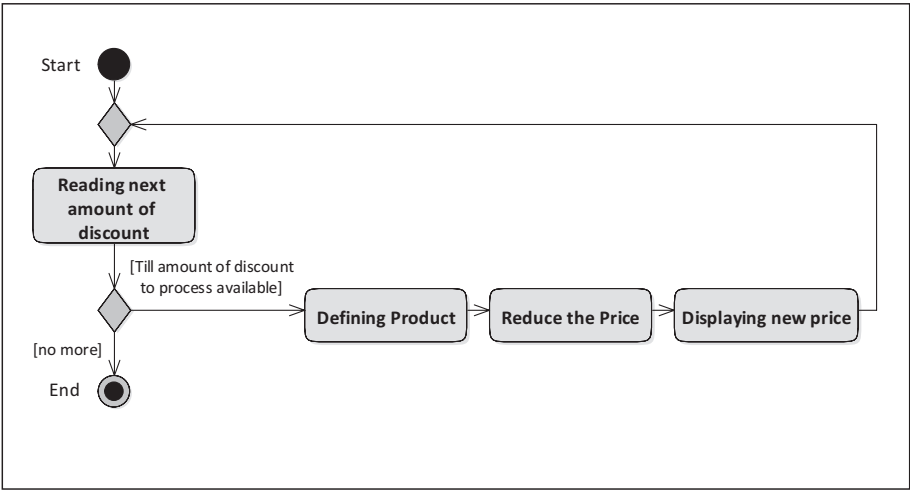 Start
Reading next
amount of
discount
[Till amount of discount
to process available]
Defining Product
Reduce the Price
Displaying new price
[no more]
End